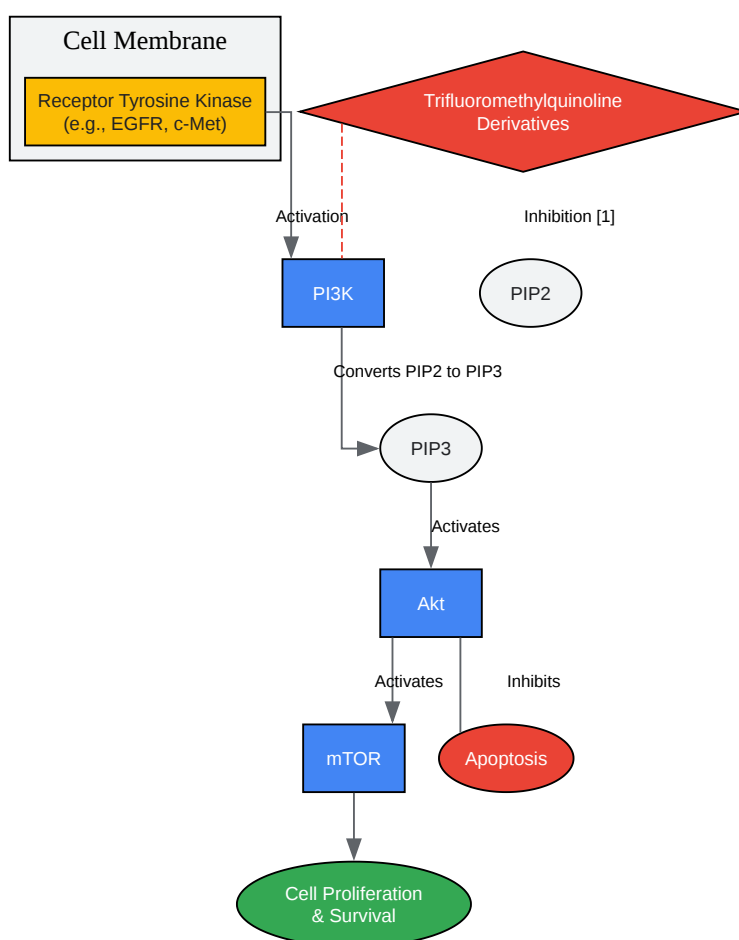 Cell Membrane
Receptor Tyrosine Kinase
(e.g., EGFR, c-Met)
Trifluoromethylquinoline
Derivatives
Activation
Inhibition [1]
PI3K
PIP2
Converts PIP2 to PIP3
PIP3
Activates
Akt
Activates
Inhibits
mTOR
Apoptosis
Cell Proliferation
& Survival